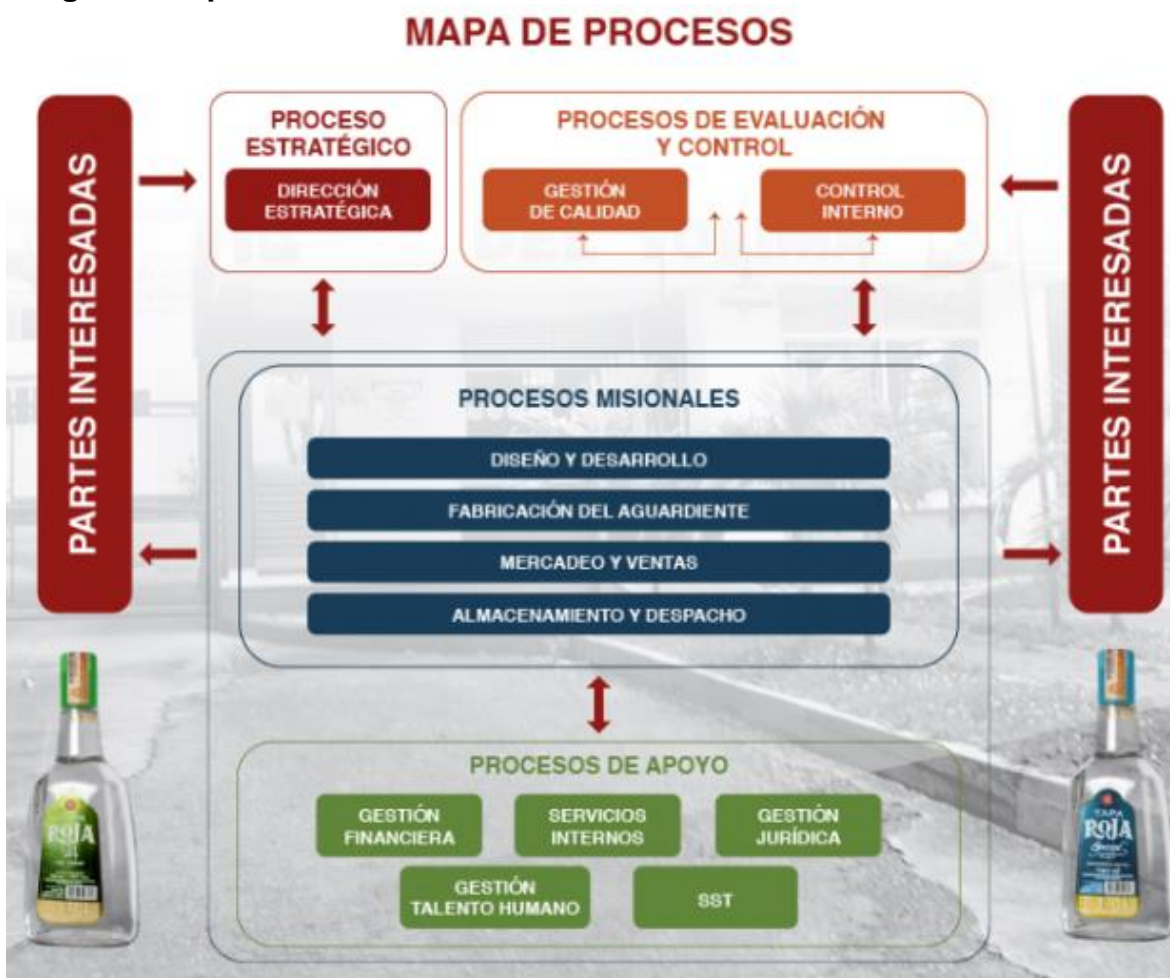 MAPA DE PROCESOS
PARTES INTERESADAS
PROCESO
ESTRATÉGICO
DIRECCIÓN
ESTRATÉGICA
PROCESOS DE EVALUACIÓN
Y CONTROL
GESTIÓN
DE CALIDAD
CONTROL
INTERNO
PARTES INTERESADAS
PROCESOS MISIONALES
DISEÑO Y DESARROLLO
FABRICACIÓN DEL AGUARDIENTE
MERCADEO Y VENTAS
ALMACENAMIENTO Y DESPACHO
PROCESOS DE APOYO
GESTIÓN
FINANCIERA
SERVICIOS
INTERNOS
GESTIÓN
JURÍDICA
GESTIÓN
TALENTO HUMANO
SST
ROJA
TAPA
ROJA
Special